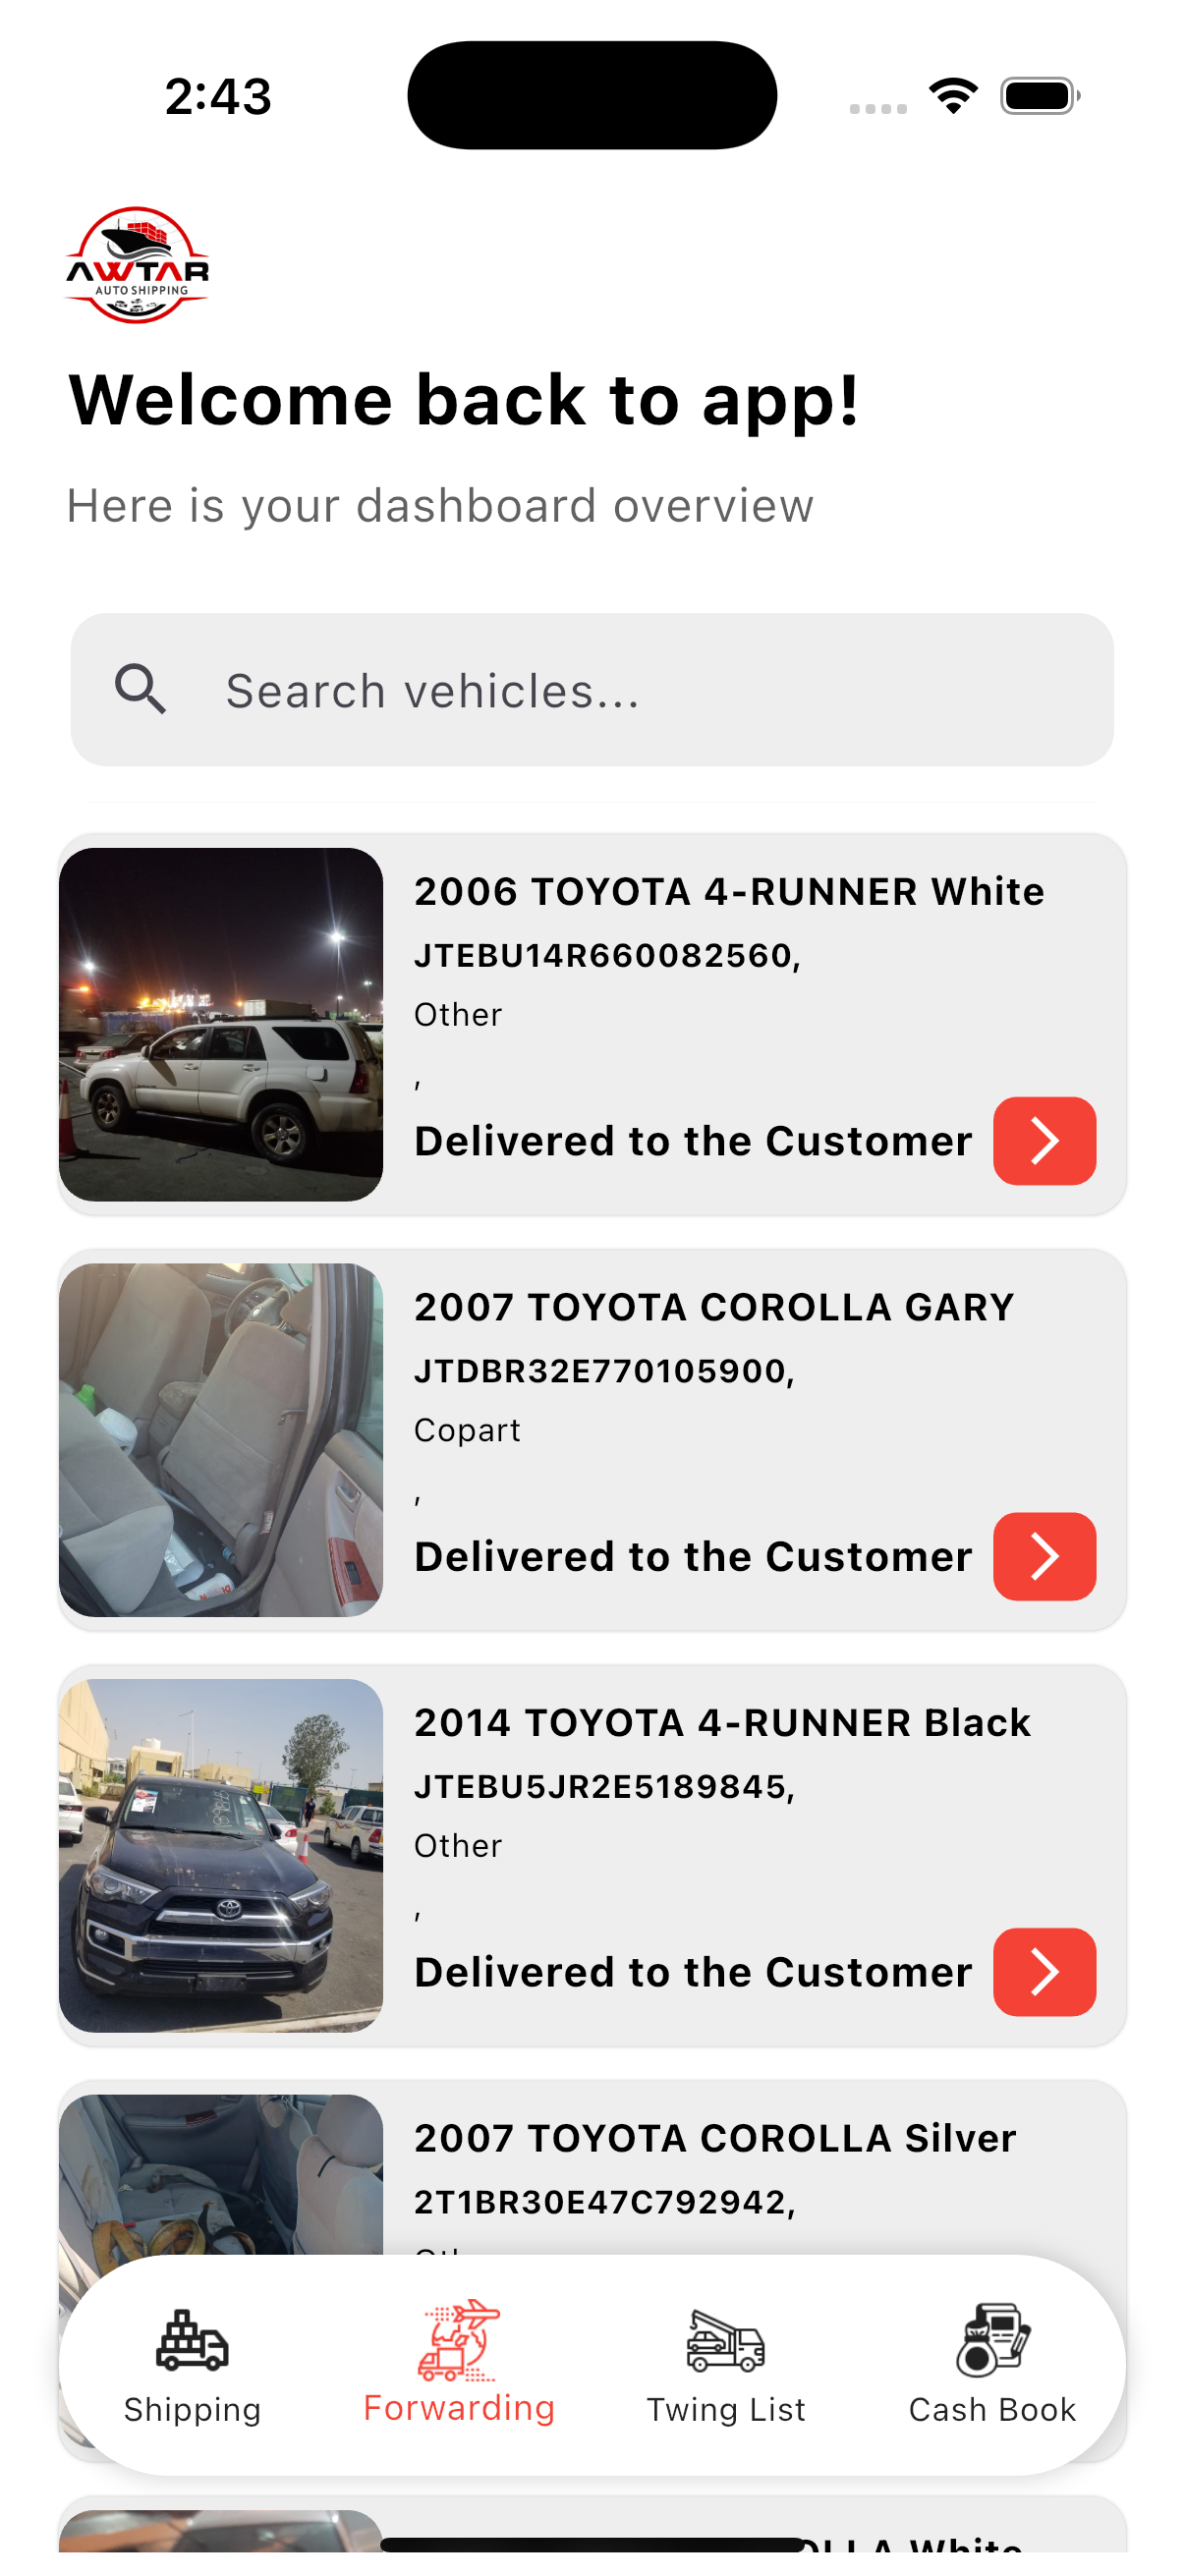 2:43
AWTAR
AUTO SHIPPING
Welcome back to app!
Here is your dashboard overview
Search vehicles...
2006 TOYOTA 4-RUNNER White
JTEBU14R660082560,
Other
,
Delivered to the Customer
2007 TOYOTA COROLLA GARY
JTDBR32E770105900,
Copart
,
Delivered to the Customer
2014 TOYOTA 4-RUNNER Black
JTEBU5JR2E5189845,
Other
,
Delivered to the Customer
2007 TOYOTA COROLLA Silver
2T1BR30E47C792942,
Shipping
Forwarding
Twing List
Cash Book
White